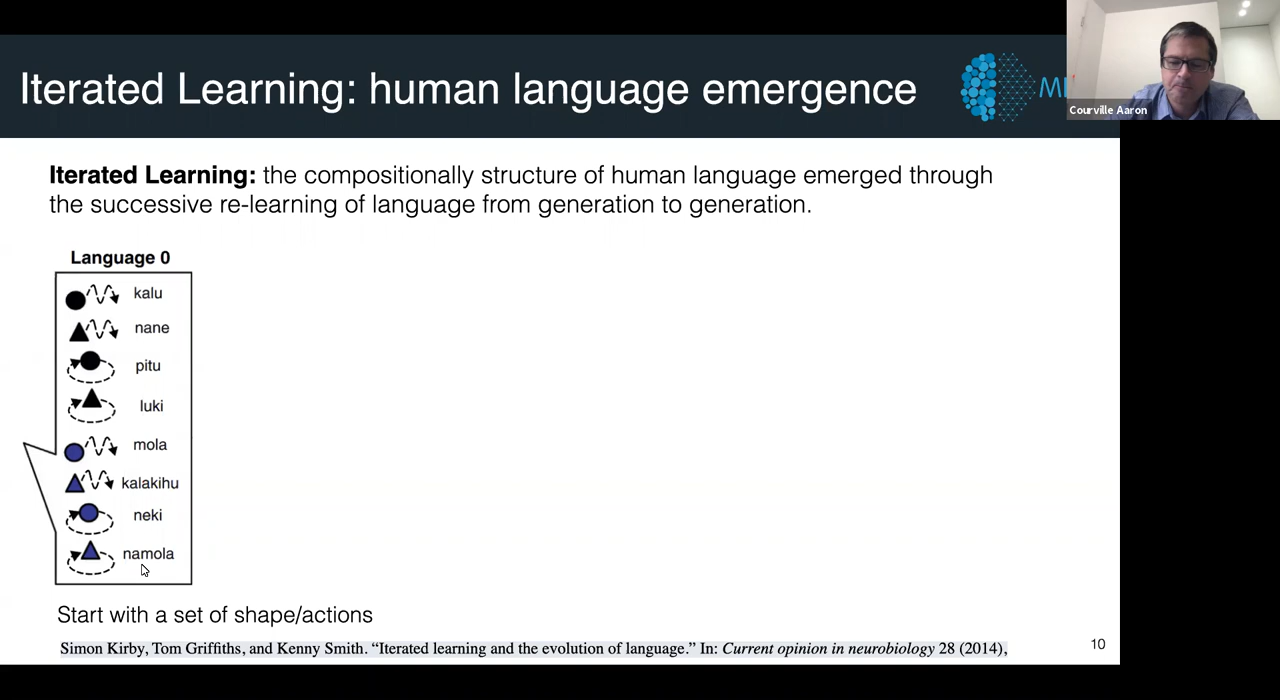 Iterated Learning: human language emergence
Courville Aaron
Iterated Learning: the compositionally structure of human language emerged through
the successive re-learning of language from generation to generation.
Language 0
kalu
nane
pitu
luki
mola
kalakihu
neki
namola
Start with a set of shape/actions
Simon Kirby, Tom Griffiths, and Kenny Smith. “Iterated learning and the evolution of language.” In: Current opinion in neurobiology 28 (2014),
10